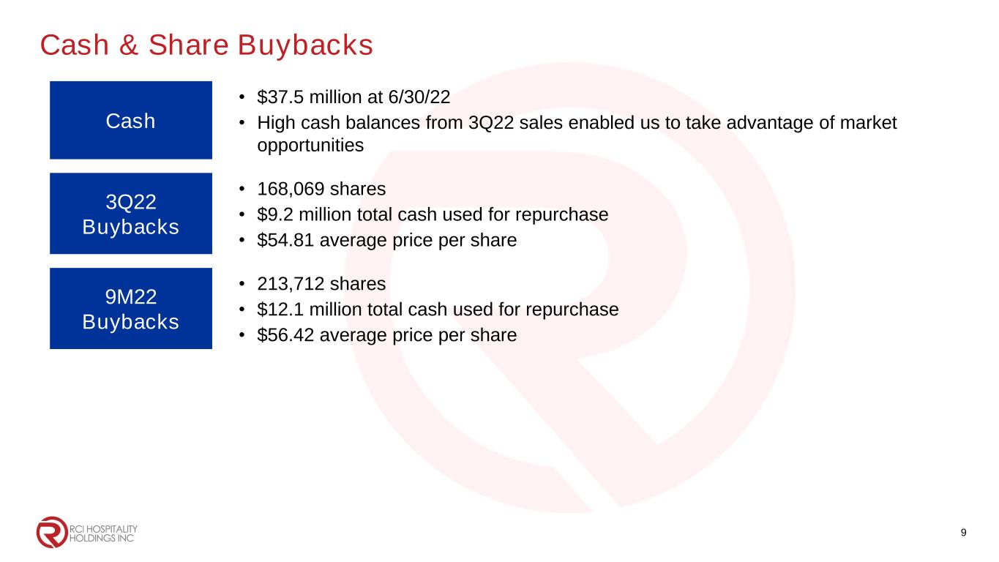 Cash & Share Buybacks
Cash
• $37.5 million at 6/30/22
• High cash balances from 3Q22 sales enabled us to take advantage of market
opportunities
3Q22
Buybacks
• 168,069 shares
• $9.2 million total cash used for repurchase
• $54.81 average price per share
9M22
Buybacks
• 213,712 shares
• $12.1 million total cash used for repurchase
• $56.42 average price per share
RCI HOSPITALITY
HOLDINGS INC
9